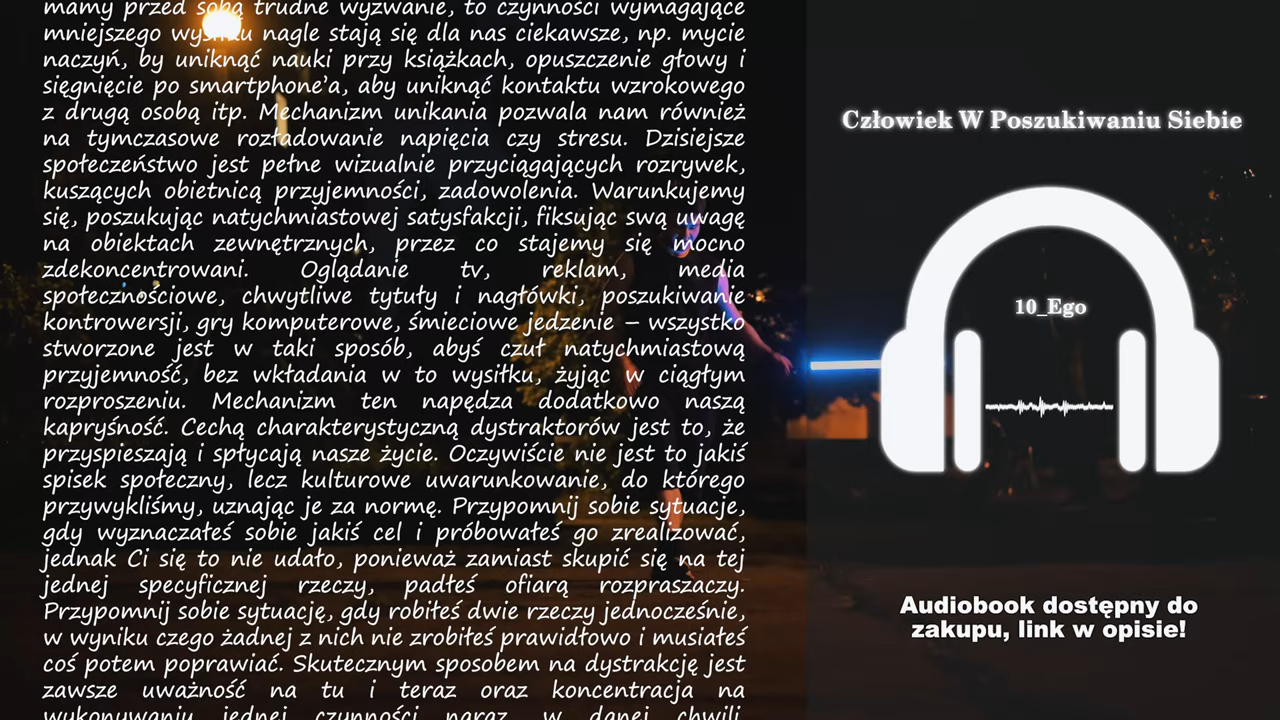 mamy przed sobą trudne wyzwanie, to czynności wymagające
mniejszego wysiłku nagle stają się dla nas ciekawsze, np. mycie
naczyń, by uniknąć nauki przy książkach, opuszczenie głowy i
sięgnięcie po smartphone’a, aby uniknąć kontaktu wzrokowego
z drugą osobą itp. Mechanizm unikania pozwala nam również
na tymczasowe rozładowanie napięcia czy stresu. Dzisiejsze
społeczeństwo jest pełne wizualnie przyciągających rozrywek,
kuszących obietnicą przyjemności, zadowolenia. Warunkujemy
się, poszukując natychmiastowej satysfakcji, fiksując swą uwagę
na obiektach zewnętrznych, przez co stajemy się mocno
zdekoncentrowani. Oglądanie tv, reklam, media
społecznościowe, chwytliwe tytuły i nagłówki, poszukiwanie
kontrowersji, gry komputerowe, śmieciowe jedzenie – wszystko
stworzone jest w taki sposób, abyś czuł natychmiastową
przyjemność, bez wkładania w to wysiłku, żyjąc w ciągłym
rozproszeniu. Mechanizm ten napędza dodatkowo naszą
kapryśność. Cechą charakterystyczną dystraktorów jest to, że
przyspieszają i spłycają nasze życie. Oczywiście nie jest to jakiś
spisek społeczny, lecz kulturowe uwarunkowanie, do którego
przywykliśmy, uznając je za normę. Przypomnij sobie sytuacje,
gdy wyznaczałeś sobie jakiś cel i próbowałeś go zrealizować,
jednak Ci się to nie udało, ponieważ zamiast skupić się na tej
jednej specyficznej rzeczy, padłeś ofiarą rozpraszaczy.
Przypomnij sobie sytuację, gdy robiłeś dwie rzeczy jednocześnie,
w wyniku czego żadnej z nich nie zrobiłeś prawidłowo i musiałeś
coś potem poprawiać. Skutecznym sposobem na dystrakcję jest
zawsze uważność na tu i teraz oraz koncentracja na
wykonywaniu jednej czynności naraz, w danej chwili.
Człowiek W Poszukiwaniu Siebie
10_Ego
Audiobook dostępny do
zakupu, link w opisie!